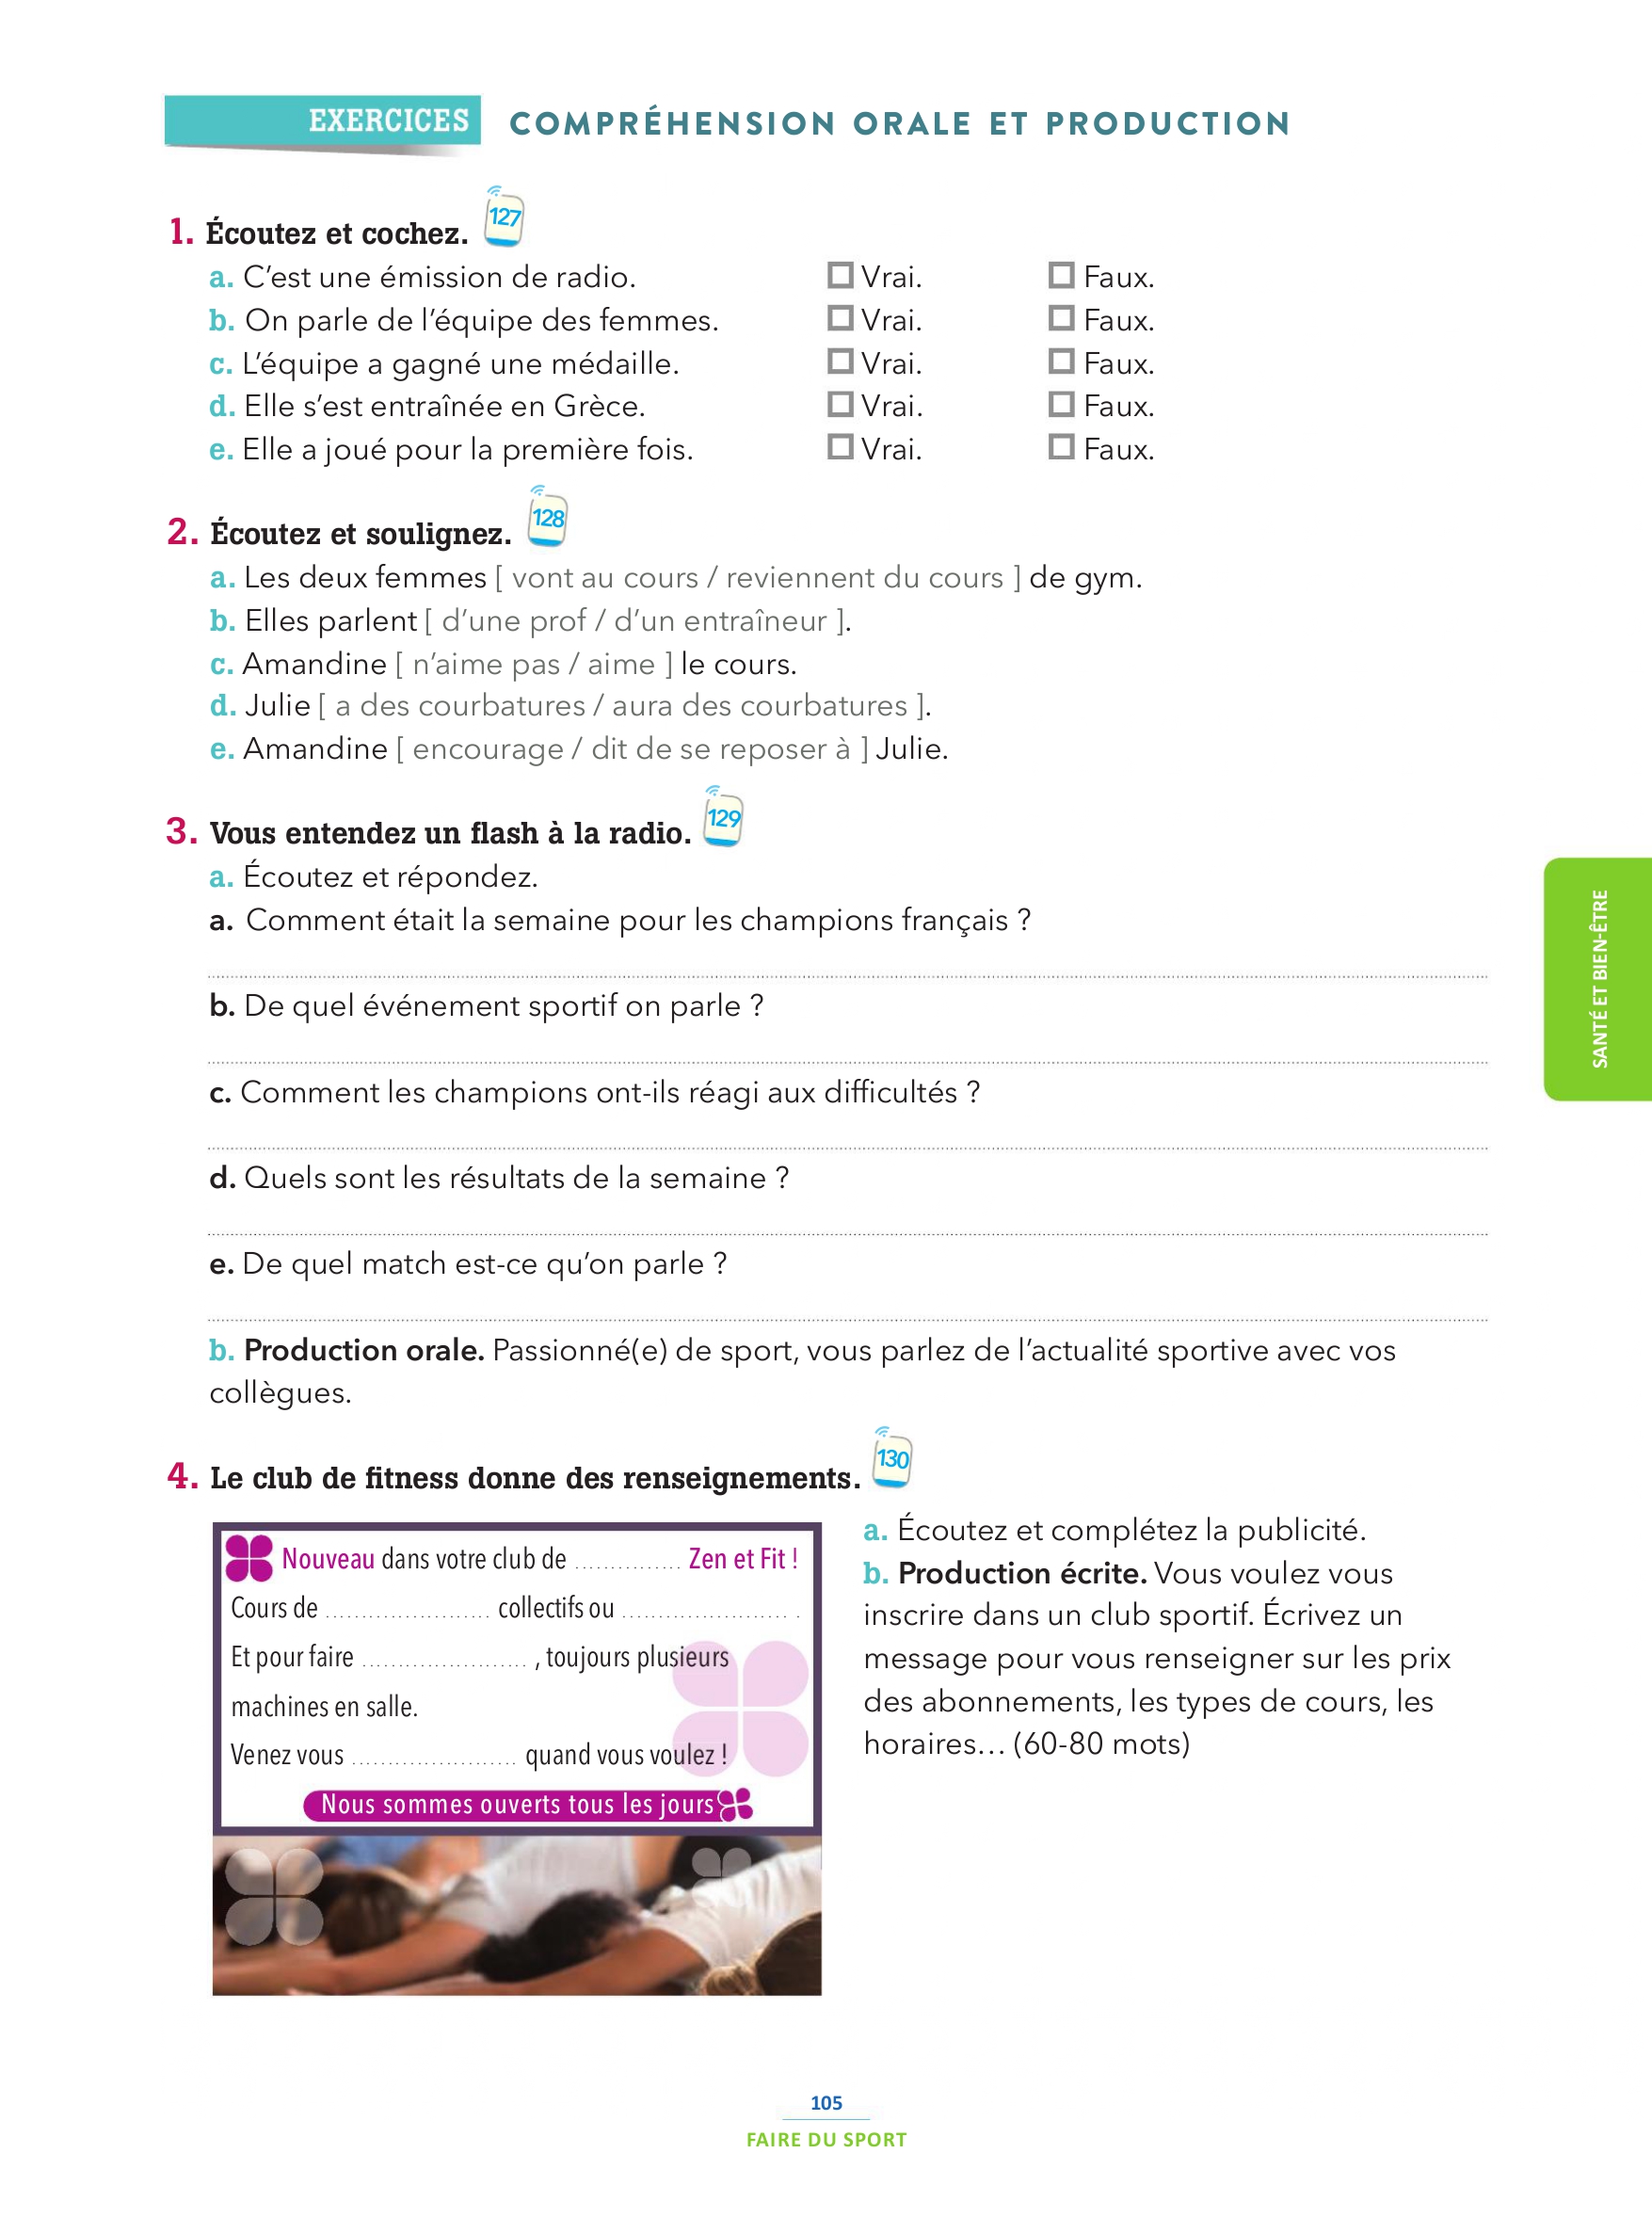 EXERCICES COMPRÉHENSION ORALE ET PRODUCTION
1. Écoutez et cochez. 127
a. C'est une émission de radio. Vrai. Faux.
b. On parle de l'équipe des femmes. Vrai. Faux.
c. L'équipe a gagné une médaille. Vrai. Faux.
d. Elle s'est entraînée en Grèce. Vrai. Faux.
e. Elle a joué pour la première fois. Vrai. Faux.
2. Écoutez et soulignez. 128
a. Les deux femmes [ vont au cours / reviennent du cours ] de gym.
b. Elles parlent [ d'une prof / d'un entraîneur ].
c. Amandine [ n'aime pas / aime ] le cours.
d. Julie [ a des courbatures / aura des courbatures ].
e. Amandine [ encourage / dit de se reposer à ] Julie.
3. Vous entendez un flash à la radio. 129
a. Écoutez et répondez.
a. Comment était la semaine pour les champions français ?
b. De quel événement sportif on parle ?
c. Comment les champions ont-ils réagi aux difficultés ?
d. Quels sont les résultats de la semaine ?
e. De quel match est-ce qu'on parle ?
b. Production orale. Passionné(e) de sport, vous parlez de l'actualité sportive avec vos
collègues.
4. Le club de fitness donne des renseignements. 130
Nouveau dans votre club de ............... Zen et Fit !
Cours de ....................... collectifs ou ....................... .
Et pour faire ....................... , toujours plusieurs
machines en salle.
Venez vous ....................... quand vous voulez !
Nous sommes ouverts tous les jours
a. Écoutez et complétez la publicité.
b. Production écrite. Vous voulez vous
inscrire dans un club sportif. Écrivez un
message pour vous renseigner sur les prix
des abonnements, les types de cours, les
horaires… (60-80 mots)
SANTÉ ET BIEN-ÊTRE
105
FAIRE DU SPORT